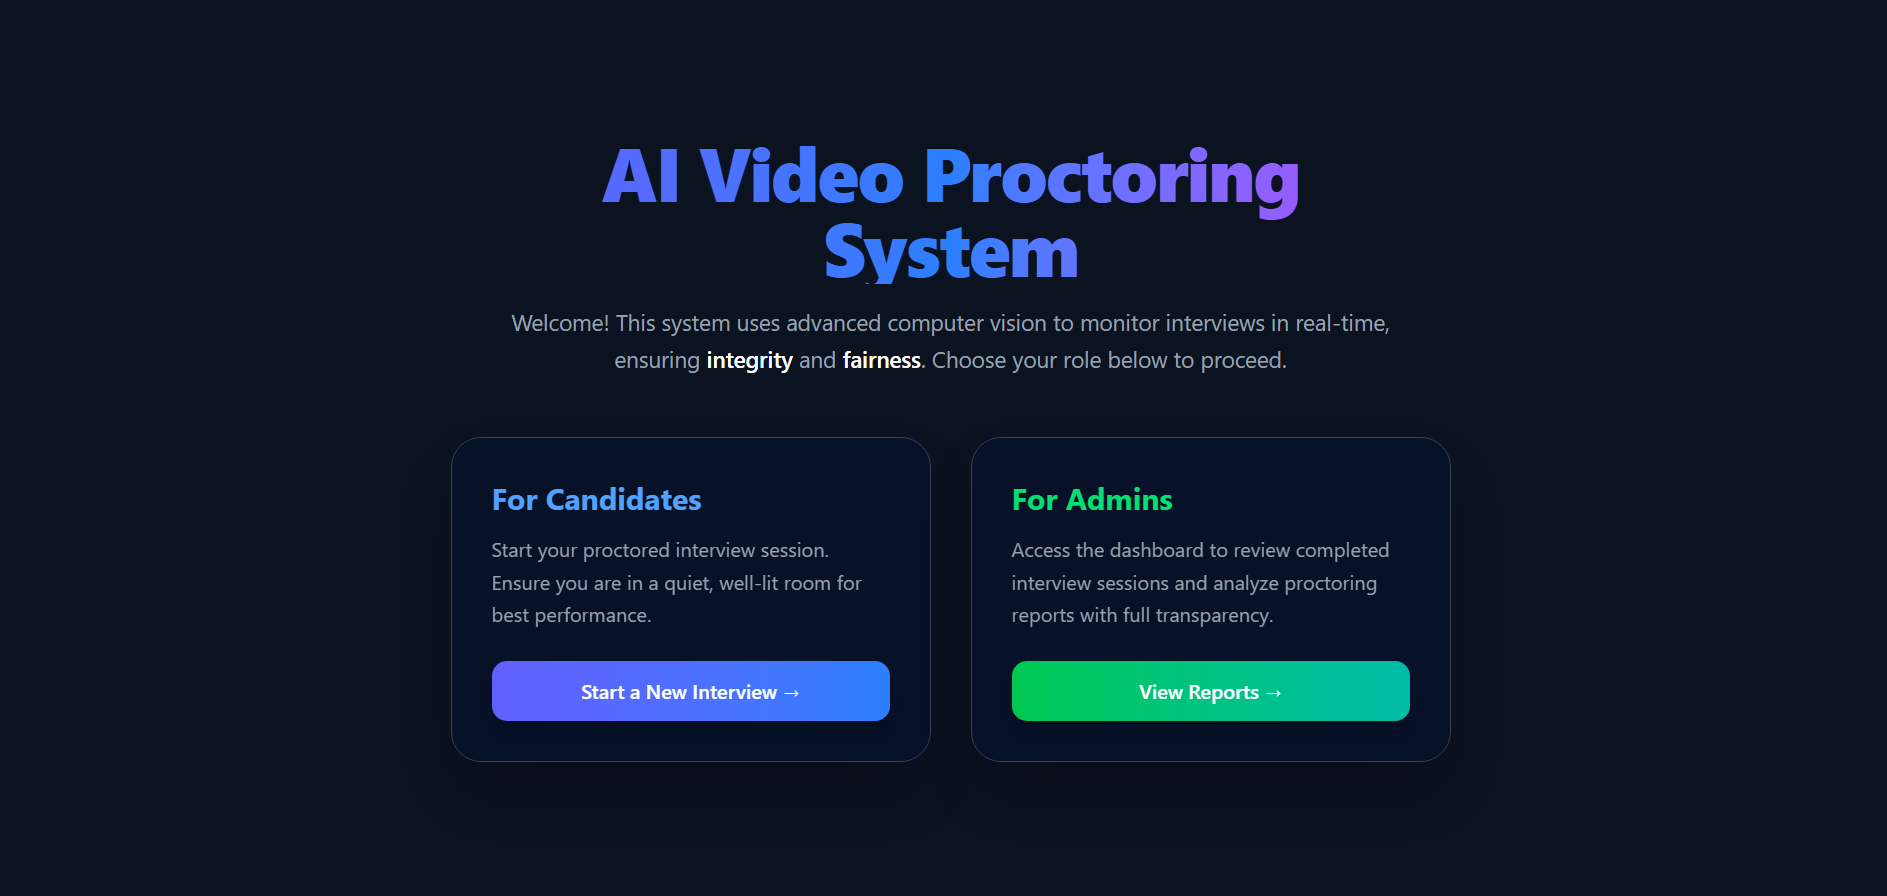 AI Video Proctoring
System
Welcome! This system uses advanced computer vision to monitor interviews in real-time,
ensuring integrity and fairness. Choose your role below to proceed.
For Candidates
Start your proctored interview session.
Ensure you are in a quiet, well-lit room for
best performance.
Start a New Interview →
For Admins
Access the dashboard to review completed
interview sessions and analyze proctoring
reports with full transparency.
View Reports →